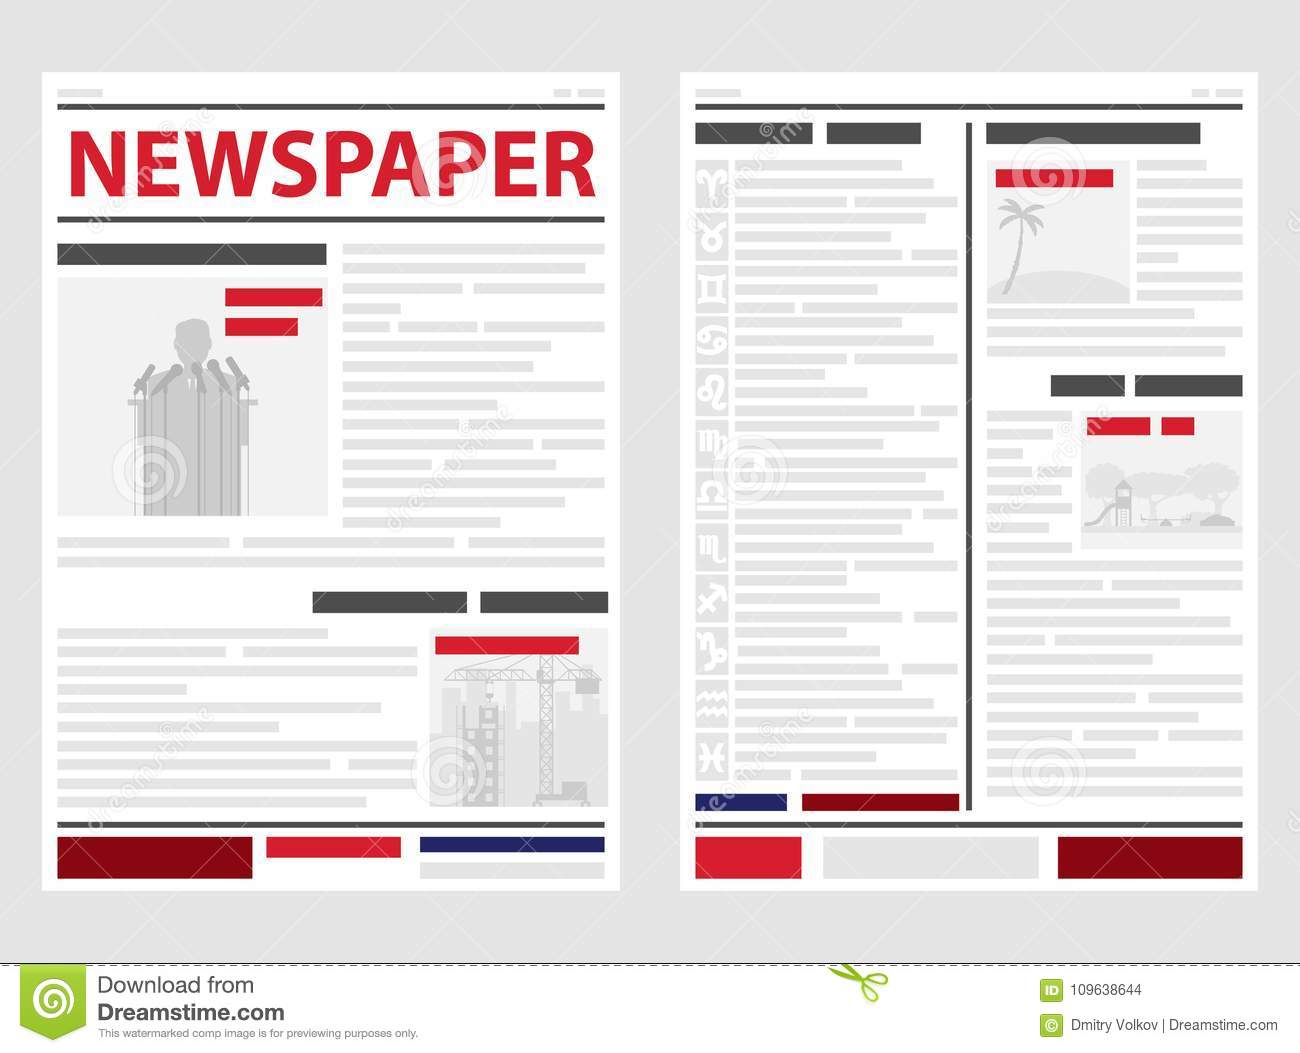 NEWSPAPER
Download from
Dreamstime.com
This watermarked comp image is for previewing purposes only.
ID 109638644
© Dmitry Volkov | Dreamstime.com